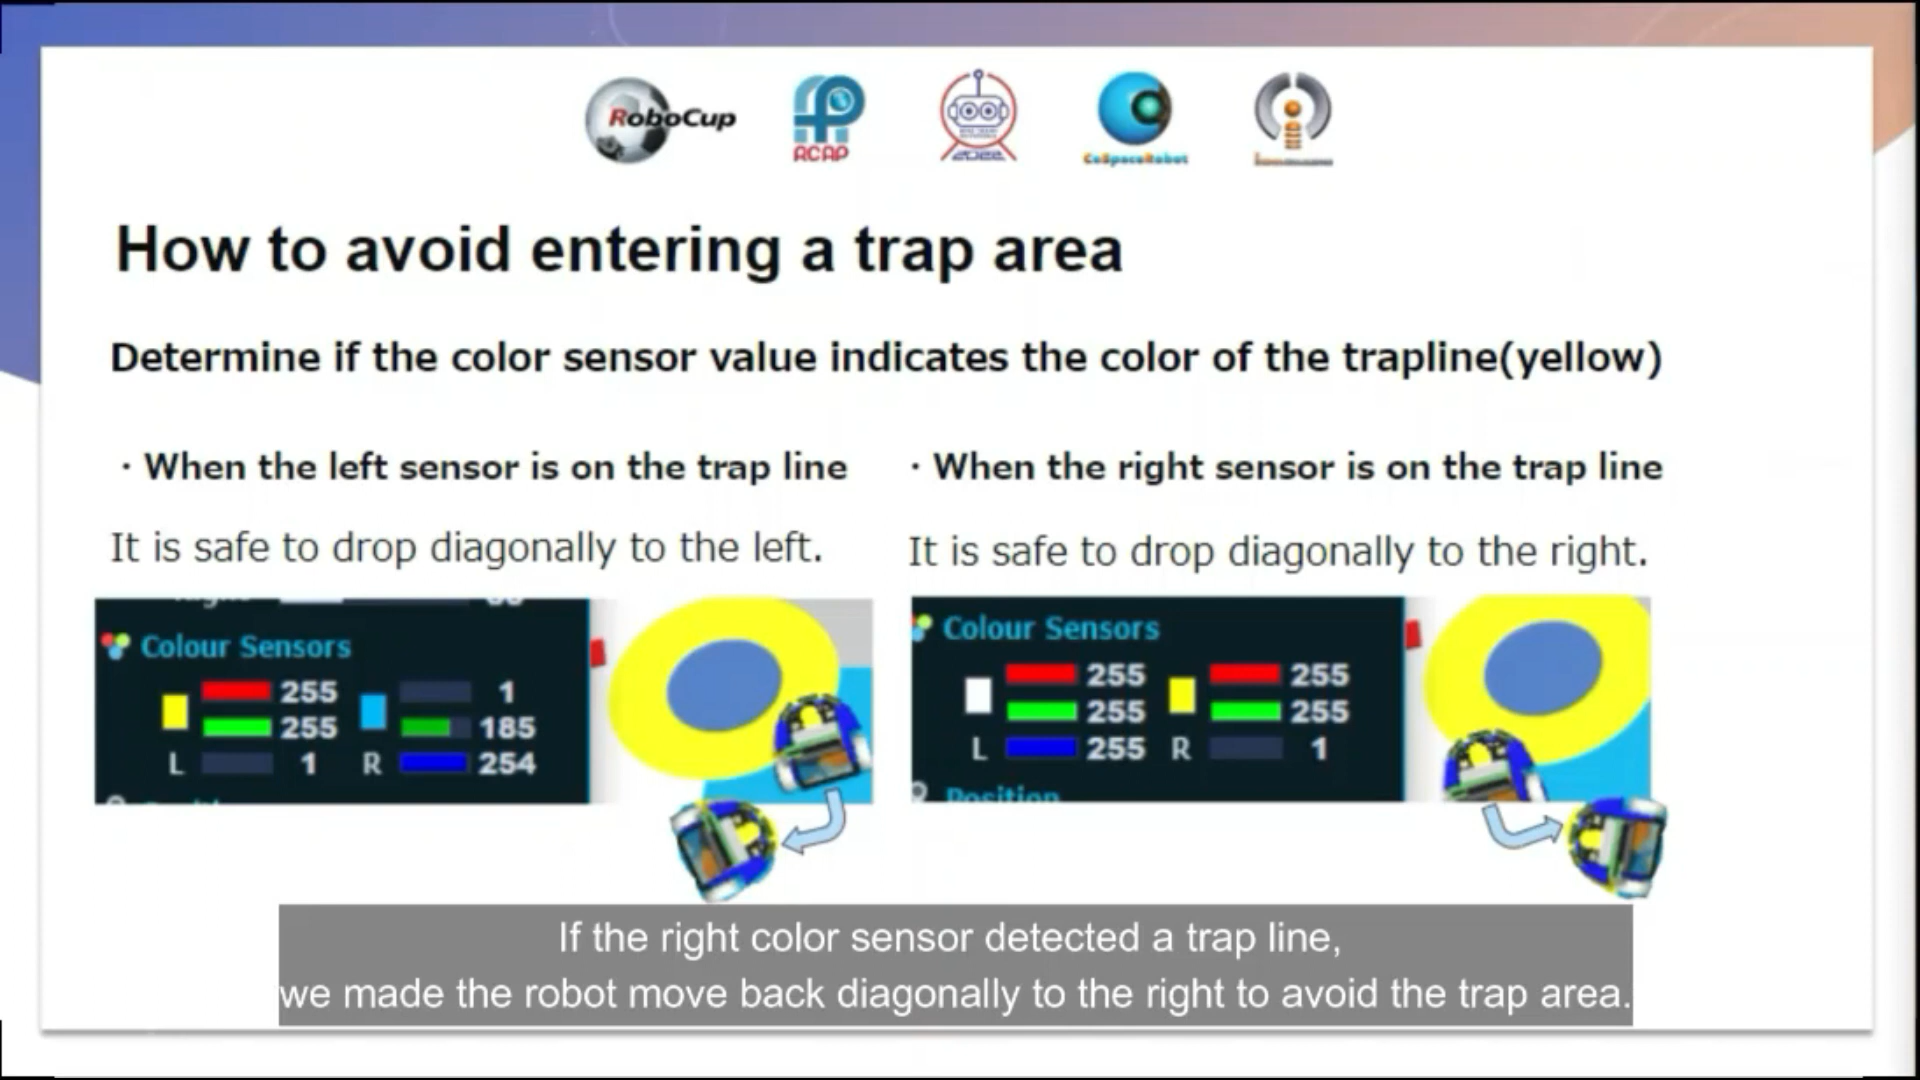 RoboCup
RCAP
CoSpaceRobot
How to avoid entering a trap area
Determine if the color sensor value indicates the color of the trapline(yellow)
· When the left sensor is on the trap line
It is safe to drop diagonally to the left.
Colour Sensors
255 1
255 185
L 1 R 254
· When the right sensor is on the trap line
It is safe to drop diagonally to the right.
Colour Sensors
255 255
255 255
L 255 R 1
Position
If the right color sensor detected a trap line,
we made the robot move back diagonally to the right to avoid the trap area.